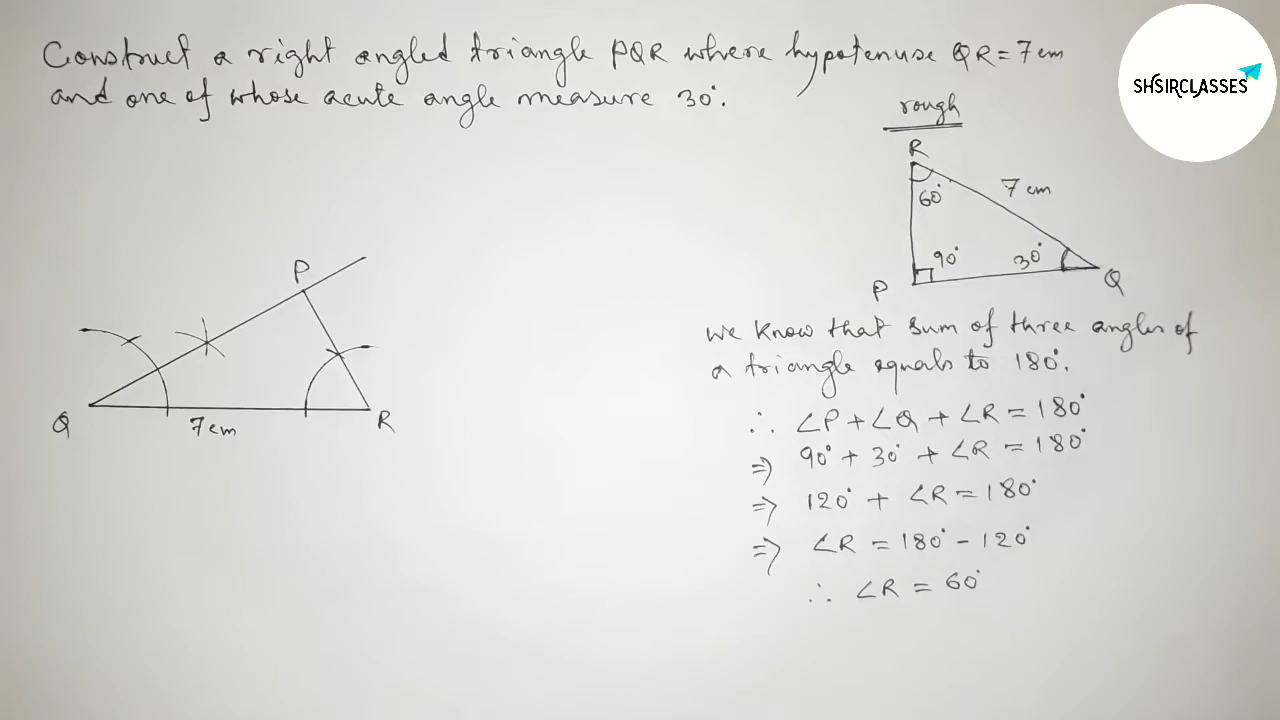 Construct a right angled triangle PQR where hypotenuse QR = 7 cm
and one of whose acute angle measure 30°.
SHSIRCLASSES
rough
R
60°
7 cm
90°
30°
P
Q
P
Q
7 cm
R
we know that sum of three angles of
a triangle equals to 180°.
∴ ∠P + ∠Q + ∠R = 180°
⇒ 90° + 30° + ∠R = 180°
⇒ 120° + ∠R = 180°
⇒ ∠R = 180° - 120°
∴ ∠R = 60°